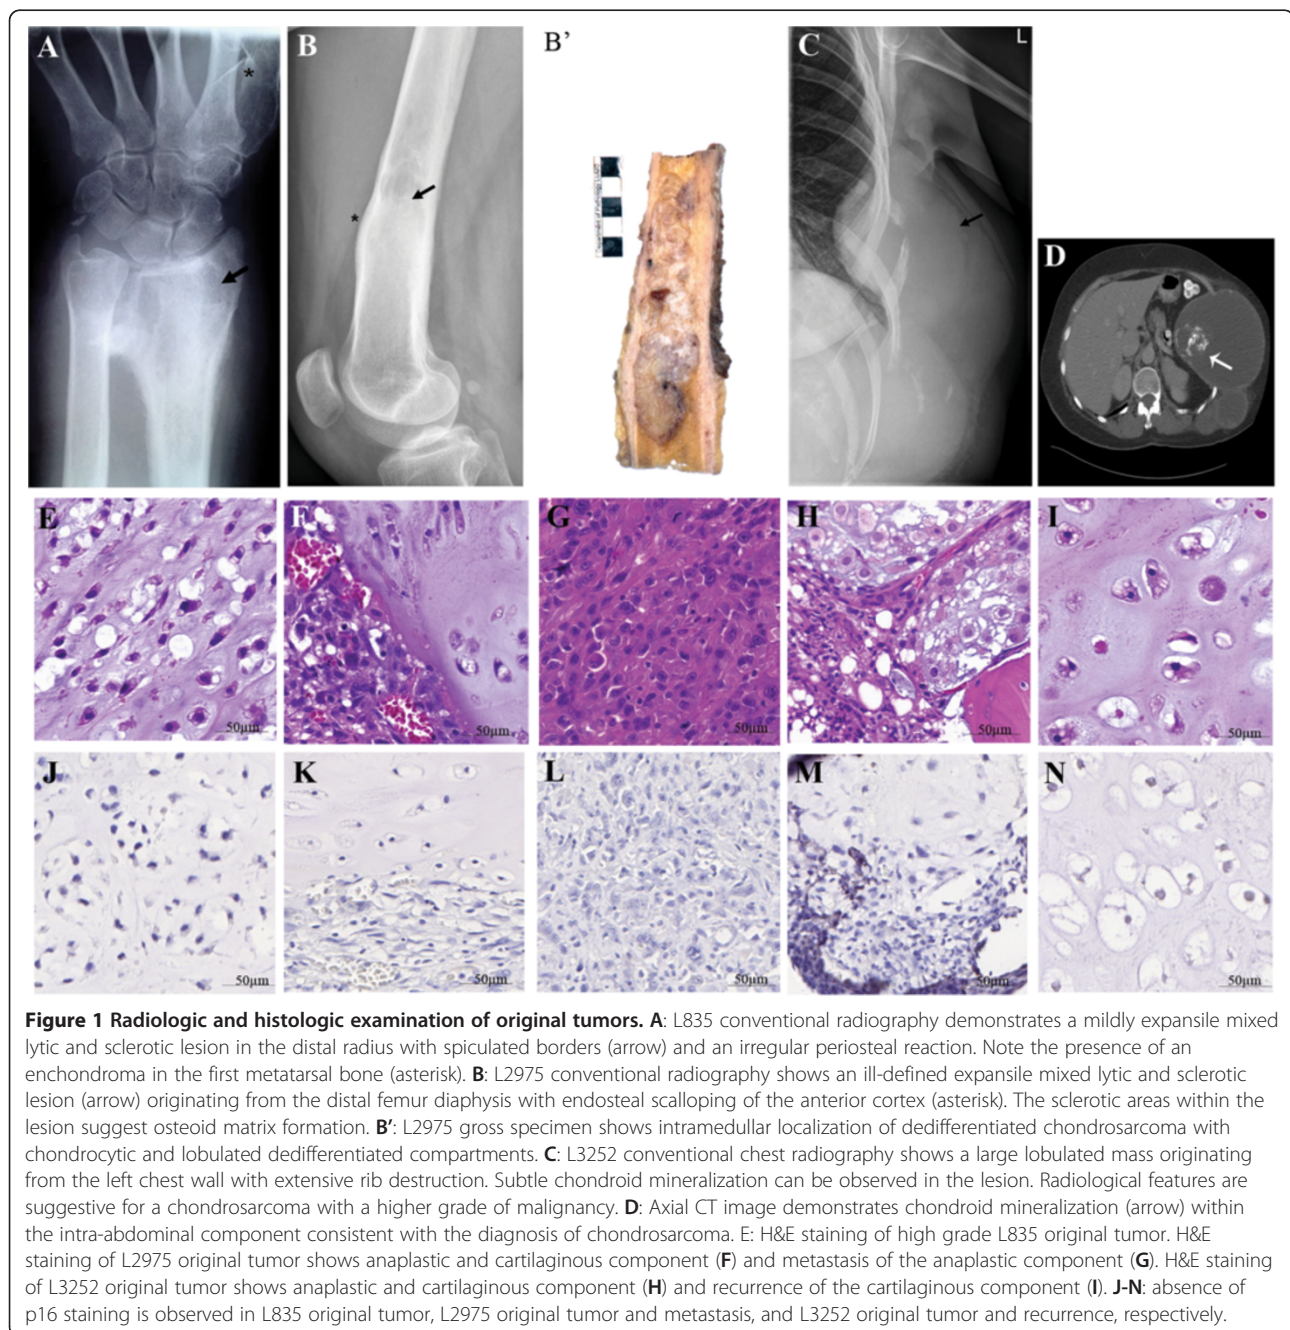 A
*
B
*
B’
Department of Pathology LUMC
C
L
D
E
50µm
F
50µm
G
50µm
H
50µm
I
50µm
J
50µm
K
50µm
L
50µm
M
50µm
N
50µm
Figure 1 Radiologic and histologic examination of original tumors. A: L835 conventional radiography demonstrates a mildly expansile mixed
lytic and sclerotic lesion in the distal radius with spiculated borders (arrow) and an irregular periosteal reaction. Note the presence of an
enchondroma in the first metatarsal bone (asterisk). B: L2975 conventional radiography shows an ill-defined expansile mixed lytic and sclerotic
lesion (arrow) originating from the distal femur diaphysis with endosteal scalloping of the anterior cortex (asterisk). The sclerotic areas within the
lesion suggest osteoid matrix formation. B’: L2975 gross specimen shows intramedullar localization of dedifferentiated chondrosarcoma with
chondrocytic and lobulated dedifferentiated compartments. C: L3252 conventional chest radiography shows a large lobulated mass originating
from the left chest wall with extensive rib destruction. Subtle chondroid mineralization can be observed in the lesion. Radiological features are
suggestive for a chondrosarcoma with a higher grade of malignancy. D: Axial CT image demonstrates chondroid mineralization (arrow) within
the intra-abdominal component consistent with the diagnosis of chondrosarcoma. E: H&E staining of high grade L835 original tumor. H&E
staining of L2975 original tumor shows anaplastic and cartilaginous component (F) and metastasis of the anaplastic component (G). H&E staining
of L3252 original tumor shows anaplastic and cartilaginous component (H) and recurrence of the cartilaginous component (I). J-N: absence of
p16 staining is observed in L835 original tumor, L2975 original tumor and metastasis, and L3252 original tumor and recurrence, respectively.